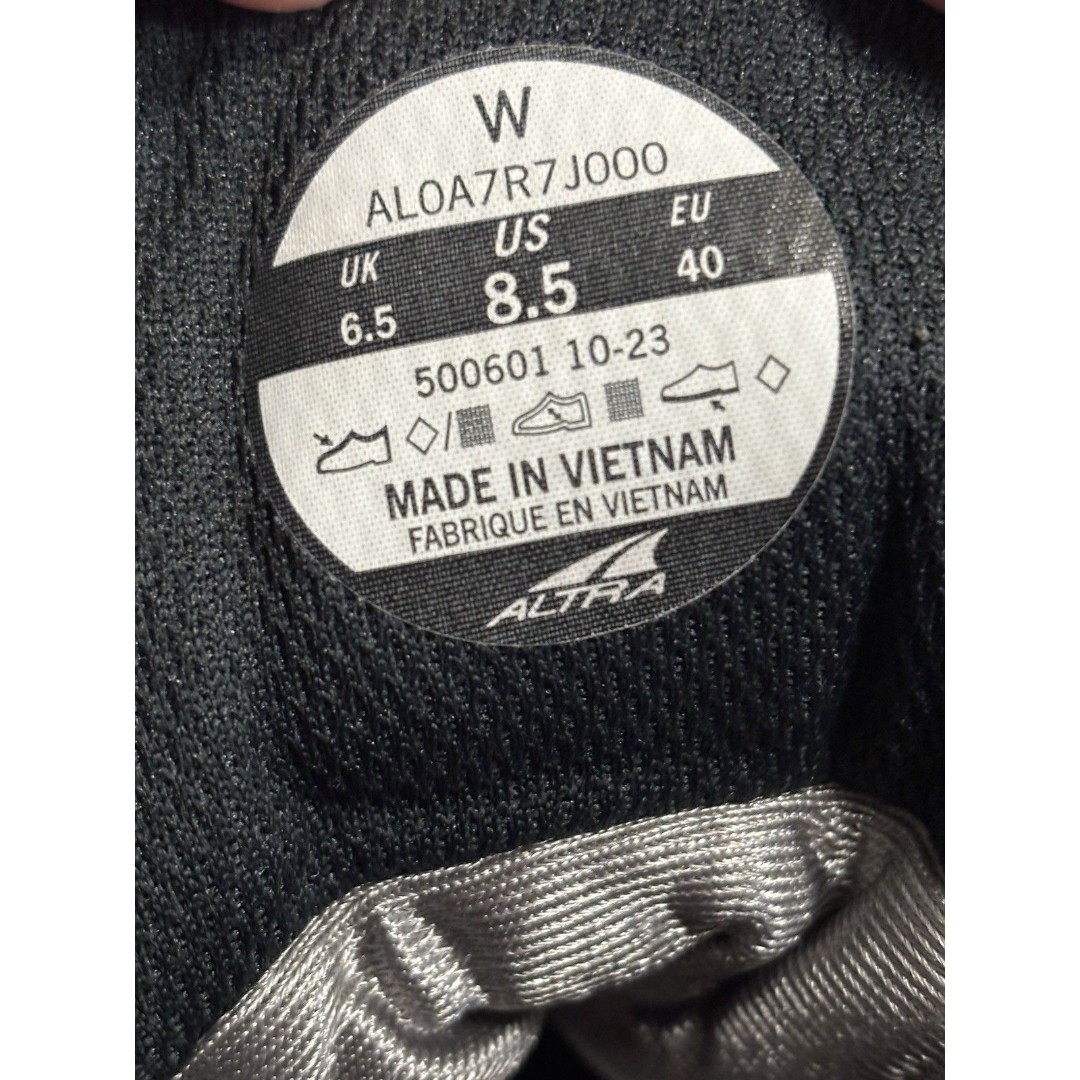 W
AL0A7R7J000
UK US EU
6.5 8.5 40
500601 10-23
MADE IN VIETNAM
FABRIQUE EN VIETNAM
ALTRA